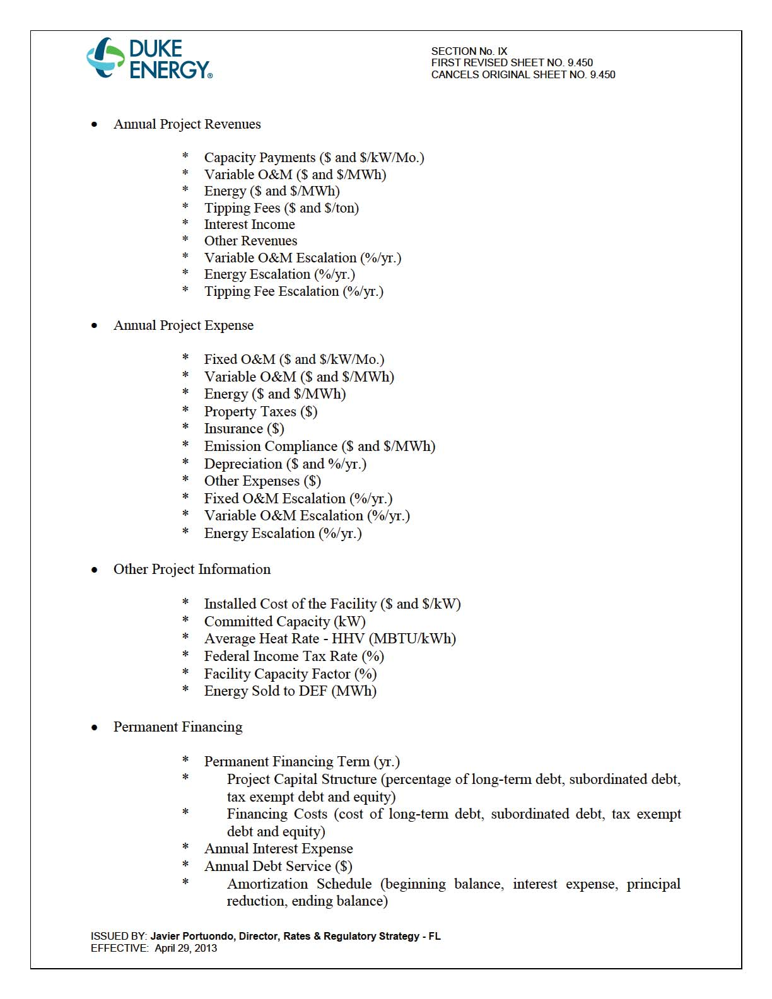 DUKE
ENERGY®
SECTION No. IX
FIRST REVISED SHEET NO. 9.450
CANCELS ORIGINAL SHEET NO. 9.450
• Annual Project Revenues
* Capacity Payments ($ and $/kW/Mo.)
* Variable O&M ($ and $/MWh)
* Energy ($ and $/MWh)
* Tipping Fees ($ and $/ton)
* Interest Income
* Other Revenues
* Variable O&M Escalation (%/yr.)
* Energy Escalation (%/yr.)
* Tipping Fee Escalation (%/yr.)
• Annual Project Expense
* Fixed O&M ($ and $/kW/Mo.)
* Variable O&M ($ and $/MWh)
* Energy ($ and $/MWh)
* Property Taxes ($)
* Insurance ($)
* Emission Compliance ($ and $/MWh)
* Depreciation ($ and %/yr.)
* Other Expenses ($)
* Fixed O&M Escalation (%/yr.)
* Variable O&M Escalation (%/yr.)
* Energy Escalation (%/yr.)
• Other Project Information
* Installed Cost of the Facility ($ and $/kW)
* Committed Capacity (kW)
* Average Heat Rate - HHV (MBTU/kWh)
* Federal Income Tax Rate (%)
* Facility Capacity Factor (%)
* Energy Sold to DEF (MWh)
• Permanent Financing
* Permanent Financing Term (yr.)
* Project Capital Structure (percentage of long-term debt, subordinated debt,
tax exempt debt and equity)
* Financing Costs (cost of long-term debt, subordinated debt, tax exempt
debt and equity)
* Annual Interest Expense
* Annual Debt Service ($)
* Amortization Schedule (beginning balance, interest expense, principal
reduction, ending balance)
ISSUED BY: Javier Portuondo, Director, Rates & Regulatory Strategy - FL
EFFECTIVE: April 29, 2013